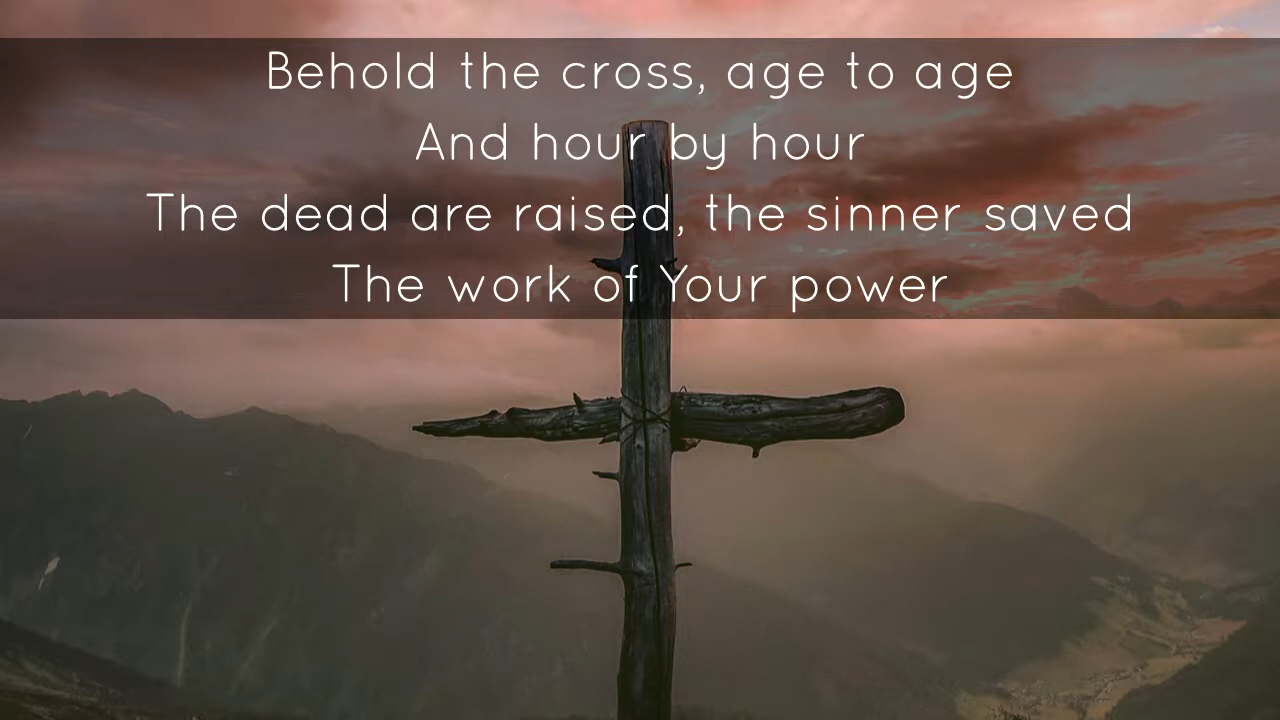 Behold the cross, age to age
And hour by hour
The dead are raised, the sinner saved
The work of Your power